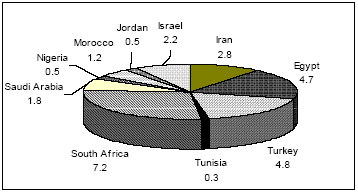 Jordan
0.5
Israel
2.2
Iran
2.8
Morocco
1.2
Nigeria
0.5
Egypt
4.7
Saudi Arabia
1.8
South Africa
7.2
Tunisia
0.3
Turkey
4.8